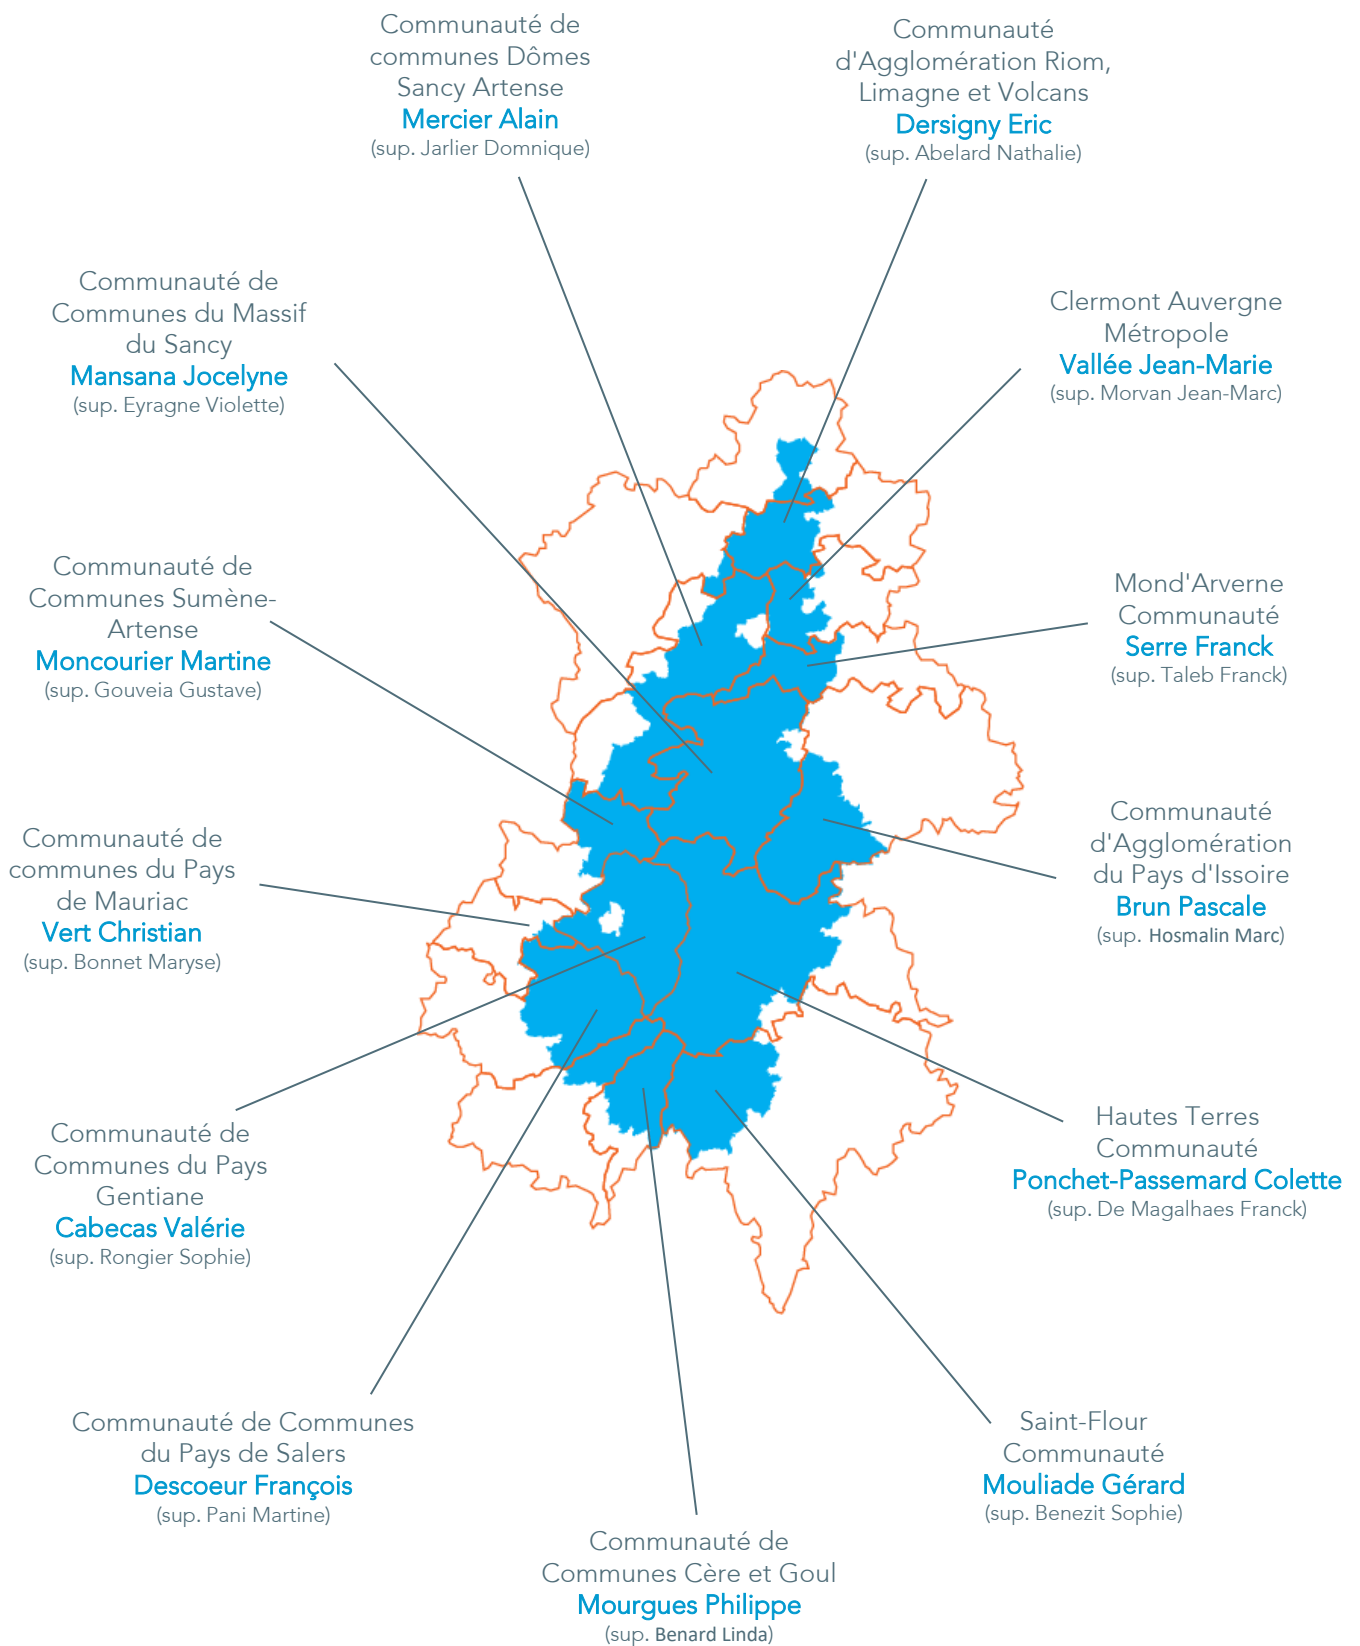 Communauté de
communes Dômes
Sancy Artense
Mercier Alain
(sup. Jarlier Domnique)
Communauté
d'Agglomération Riom,
Limagne et Volcans
Dersigny Eric
(sup. Abelard Nathalie)
Communauté de
Communes du Massif
du Sancy
Mansana Jocelyne
(sup. Eyragne Violette)
Clermont Auvergne
Métropole
Vallée Jean-Marie
(sup. Morvan Jean-Marc)
Communauté de
Communes Sumène-
Artense
Moncourier Martine
(sup. Gouveia Gustave)
Mond'Arverne
Communauté
Serre Franck
(sup. Taleb Franck)
Communauté de
communes du Pays
de Mauriac
Vert Christian
(sup. Bonnet Maryse)
Communauté
d'Agglomération
du Pays d'Issoire
Brun Pascale
(sup. Hosmalin Marc)
Communauté de
Communes du Pays
Gentiane
Cabecas Valérie
(sup. Rongier Sophie)
Hautes Terres
Communauté
Ponchet-Passemard Colette
(sup. De Magalhaes Franck)
Communauté de Communes
du Pays de Salers
Descoeur François
(sup. Pani Martine)
Saint-Flour
Communauté
Mouliade Gérard
(sup. Benezit Sophie)
Communauté de
Communes Cère et Goul
Mourgues Philippe
(sup. Benard Linda)